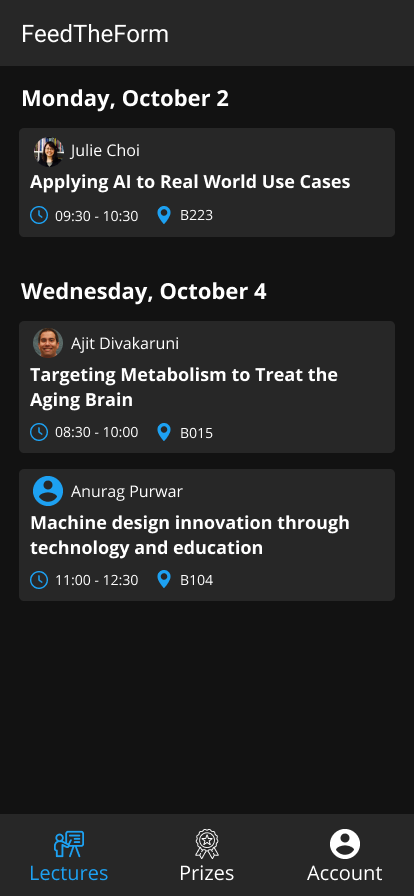 FeedTheForm
Monday, October 2
Julie Choi
Applying AI to Real World Use Cases
09:30 - 10:30 B223
Wednesday, October 4
Ajit Divakaruni
Targeting Metabolism to Treat the
Aging Brain
08:30 - 10:00 B015
Anurag Purwar
Machine design innovation through
technology and education
11:00 - 12:30 B104
Lectures Prizes Account